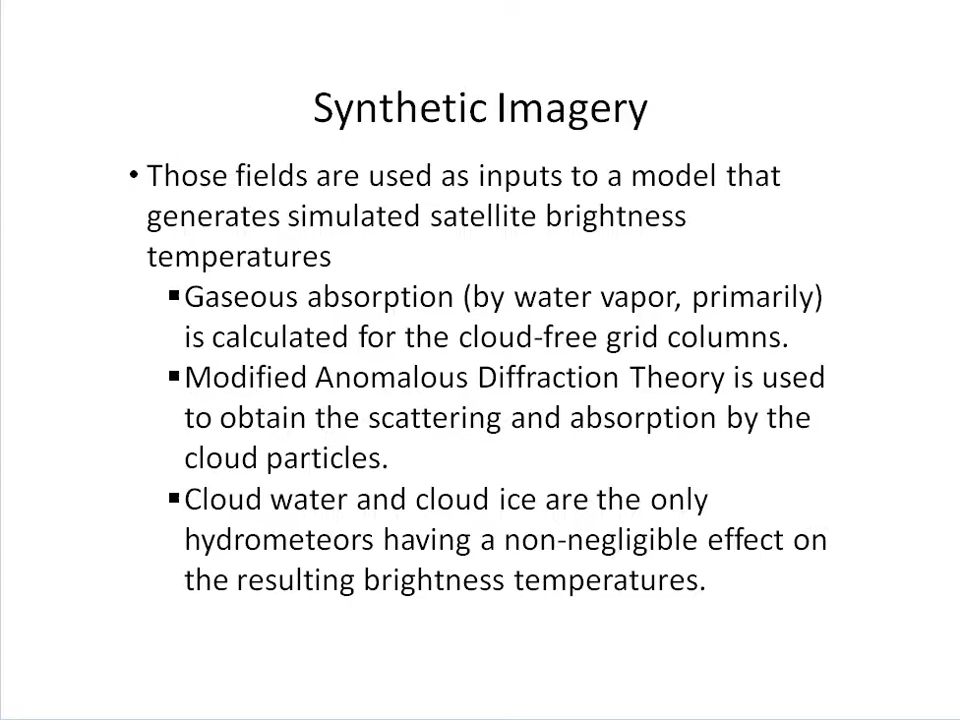 Synthetic Imagery
• Those fields are used as inputs to a model that
generates simulated satellite brightness
temperatures
▪Gaseous absorption (by water vapor, primarily)
is calculated for the cloud-free grid columns.
▪Modified Anomalous Diffraction Theory is used
to obtain the scattering and absorption by the
cloud particles.
▪Cloud water and cloud ice are the only
hydrometeors having a non-negligible effect on
the resulting brightness temperatures.